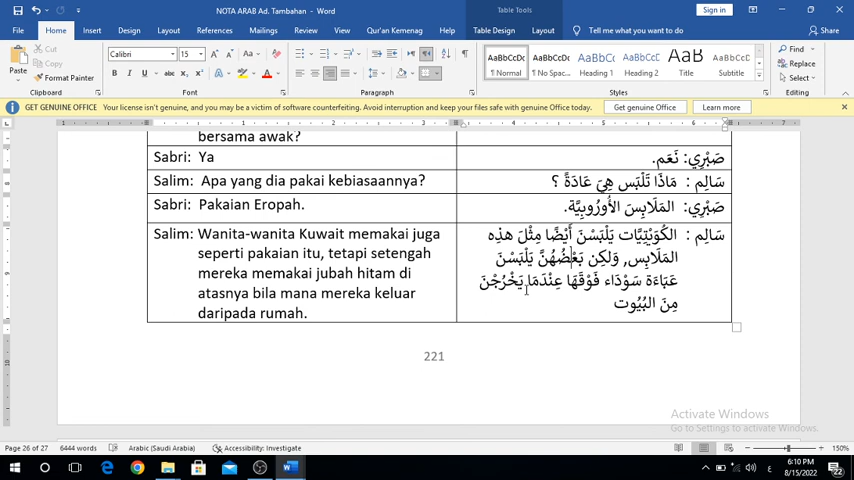 NOTA ARAB Ad. Tambahan - Word
Table Tools
Sign in
File Home Insert Design Layout References Mailings Review View Qur'an Kemenag Help Table Design Layout Tell me what you want to do Share
Cut
Copy
Format Painter
Paste
Clipboard
Calibri 15
Font
Paragraph
AaBbCcDc AaBbCcDc AaBbCc AaBbCcC AaB AaBbCcC
¶ Normal ¶ No Spac... Heading 1 Heading 2 Title Subtitle
Styles
Find
Replace
Select
Editing
GET GENUINE OFFICE Your license isn't genuine, and you may be a victim of software counterfeiting. Avoid interruption and keep your files safe with genuine Office today. Get genuine Office Learn more
bersama awak?
Sabri: Ya
صَبْرِي: نَعَم.
Salim: Apa yang dia pakai kebiasaannya?
سَالِم : مَاذَا تَلْبَس هِيَ عَادَةً ؟
Sabri: Pakaian Eropah.
صَبْرِي: المَلَابِسَ الأُورُوبِيَّة.
Salim: Wanita-wanita Kuwait memakai juga
seperti pakaian itu, tetapi setengah
mereka memakai jubah hitam di
atasnya bila mana mereka keluar
daripada rumah.
سَالِم : الكُوَيْتِيَّات يَلْبَسْنَ أَيْضًا مِثْلَ هذِه
المَلَابِس, وَلكِن بَعْضُهُنَّ يَلْبَسْنَ
عَبَاءَة سَوْدَاء فَوْقَهَا عِنْدَمَا يَخْرُجْنَ
مِنَ البُيُوت
221
Activate Windows
Go to Settings to activate Windows.
Page 26 of 27 6444 words Arabic (Saudi Arabia) Accessibility: Investigate 150%
6:10 PM
8/15/2022
ع
22